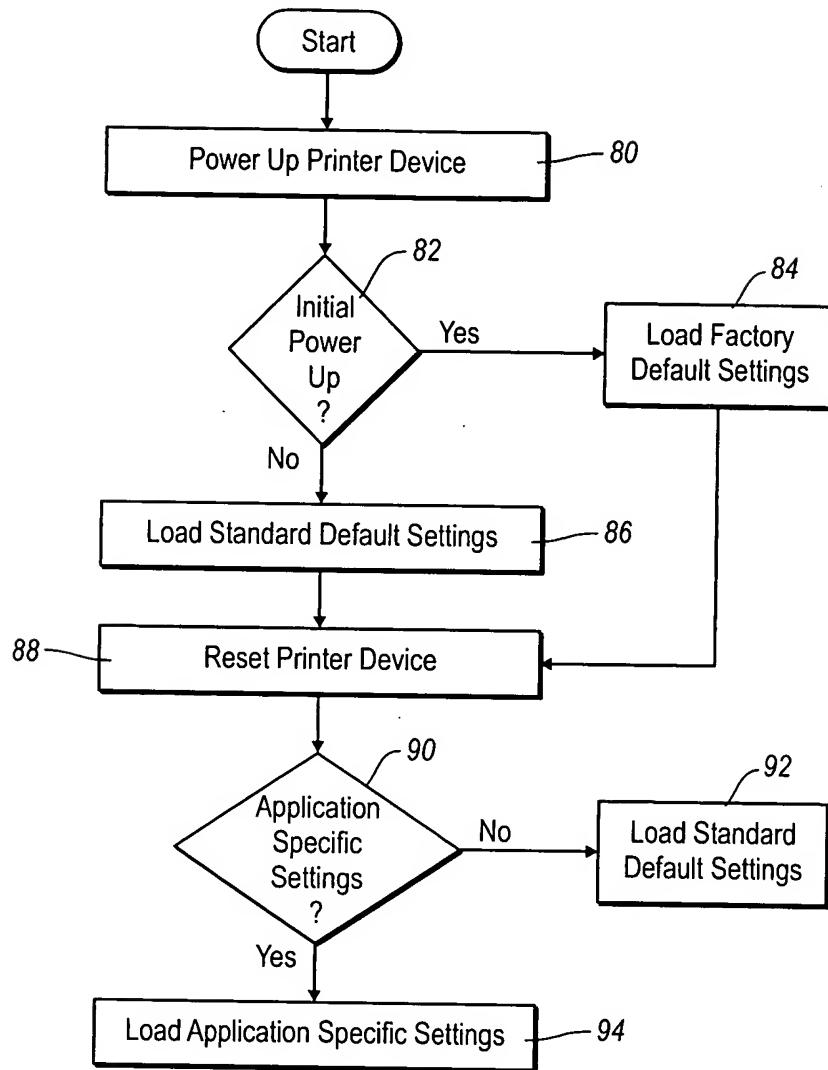 Start
Power Up Printer Device
80
82
Initial
Power
Up
?
Yes
84
Load Factory
Default Settings
No
Load Standard Default Settings
86
88
Reset Printer Device
90
Application
Specific
Settings
?
No
92
Load Standard
Default Settings
Yes
Load Application Specific Settings
94